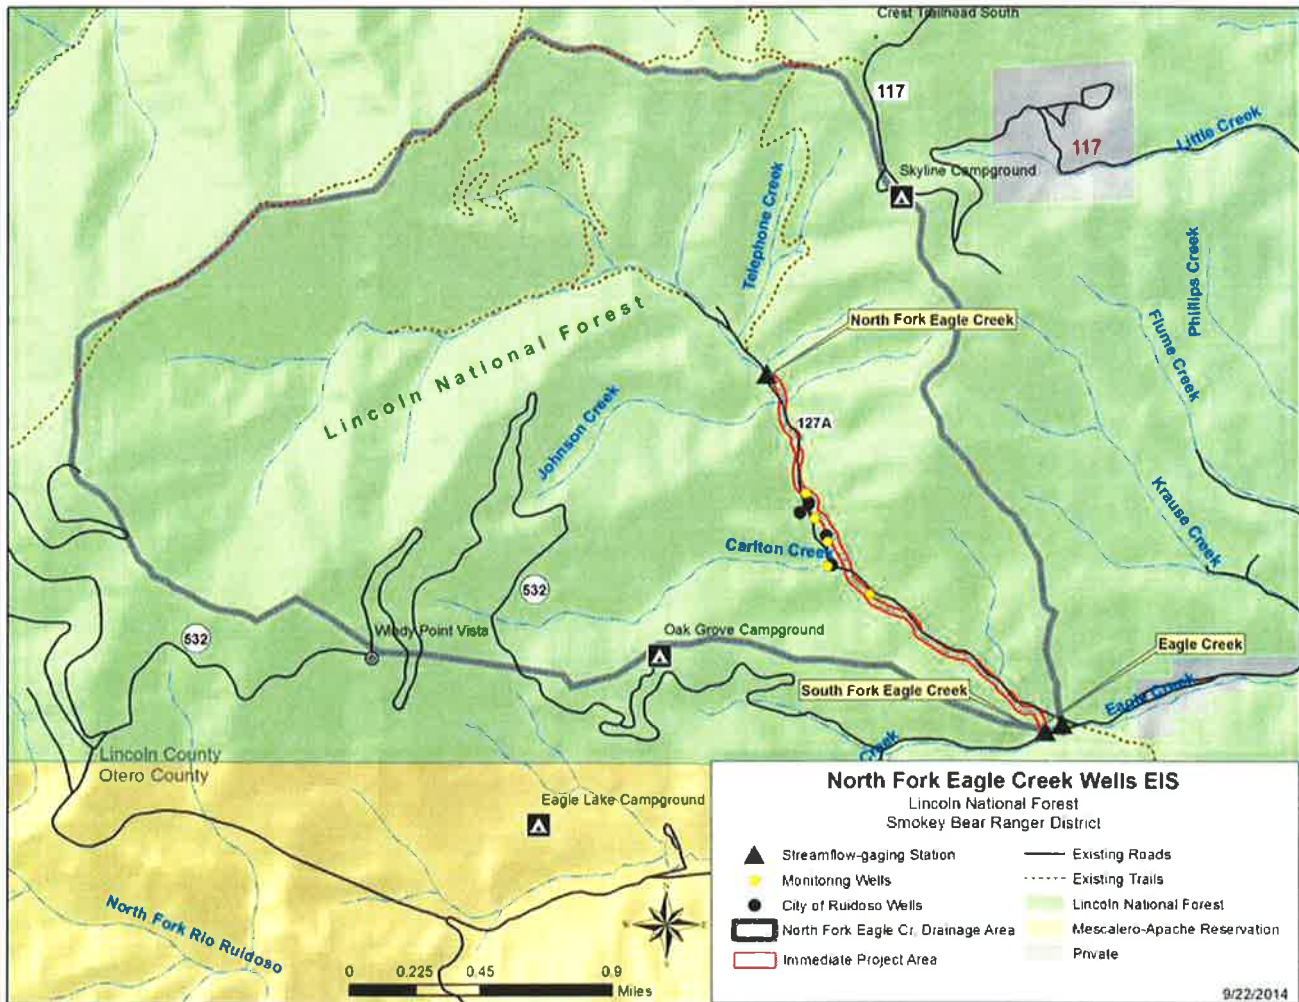 Crest Trailhead South
117
Little Creek
117
Skyline Campground
Telephone Creek
Phillips Creek
North Fork Eagle Creek
Flume Creek
Lincoln National Forest
127A
Johnson Creek
Krause Creek
Carlton Creek
532
532
Windy Point Vista
Oak Grove Campground
Eagle Creek
South Fork Eagle Creek
Eagle Creek
Creek
Lincoln County
Otero County
Eagle Lake Campground
North Fork Rio Ruidoso
0 0.225 0.45 0.9
Miles
North Fork Eagle Creek Wells EIS
Lincoln National Forest
Smokey Bear Ranger District
Streamflow-gaging Station
Monitoring Wells
City of Ruidoso Wells
North Fork Eagle Cr. Drainage Area
Immediate Project Area
Existing Roads
Existing Trails
Lincoln National Forest
Mescalero-Apache Reservation
Private
9/22/2014